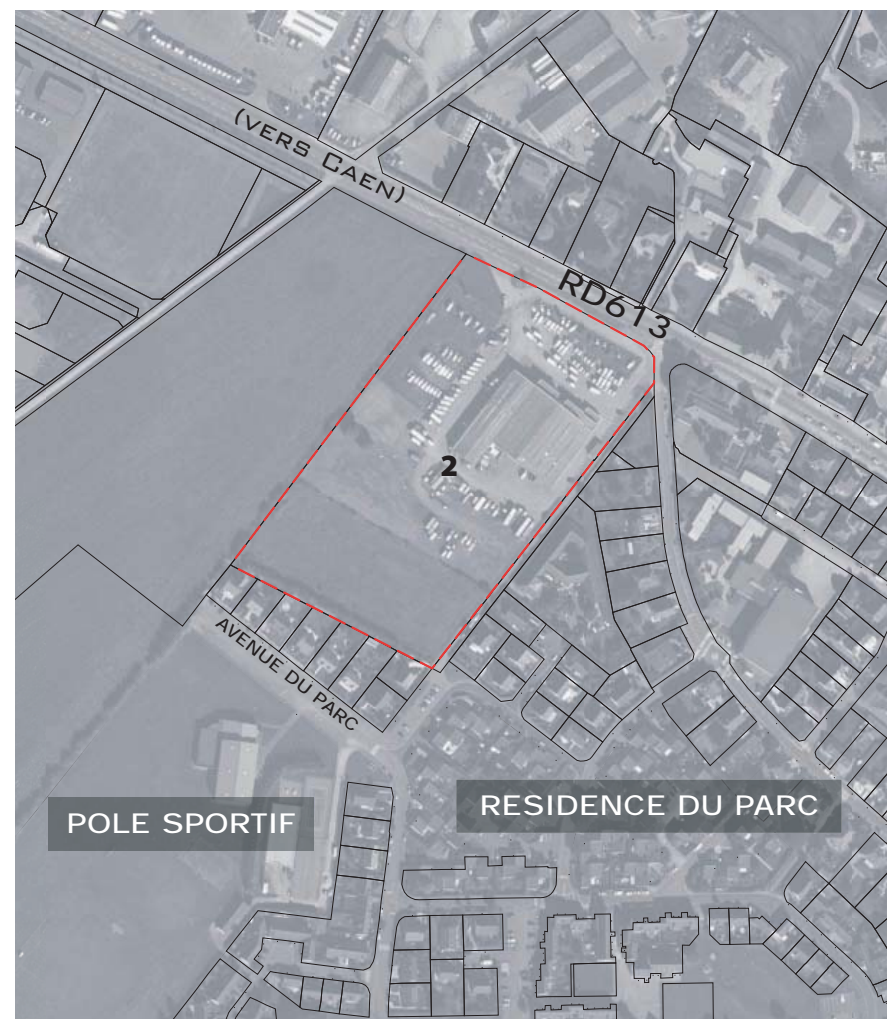 (VERS CAEN)
RD613
2
AVENUE DU PARC
POLE SPORTIF
RESIDENCE DU PARC